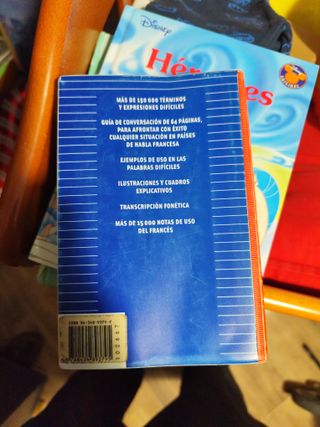 Disney
MÁS DE 150 000 TÉRMINOS
Y EXPRESIONES DIFÍCILES
GUÍA DE CONVERSACIÓN DE 64 PÁGINAS,
PARA AFRONTAR CON ÉXITO
CUALQUIER SITUACIÓN EN PAÍSES
DE HABLA FRANCESA
EJEMPLOS DE USO EN LAS
PALABRAS DIFÍCILES
ILUSTRACIONES Y CUADROS
EXPLICATIVOS
TRANSCRIPCIÓN FONÉTICA
MÁS DE 15 000 NOTAS DE USO
DEL FRANCÉS